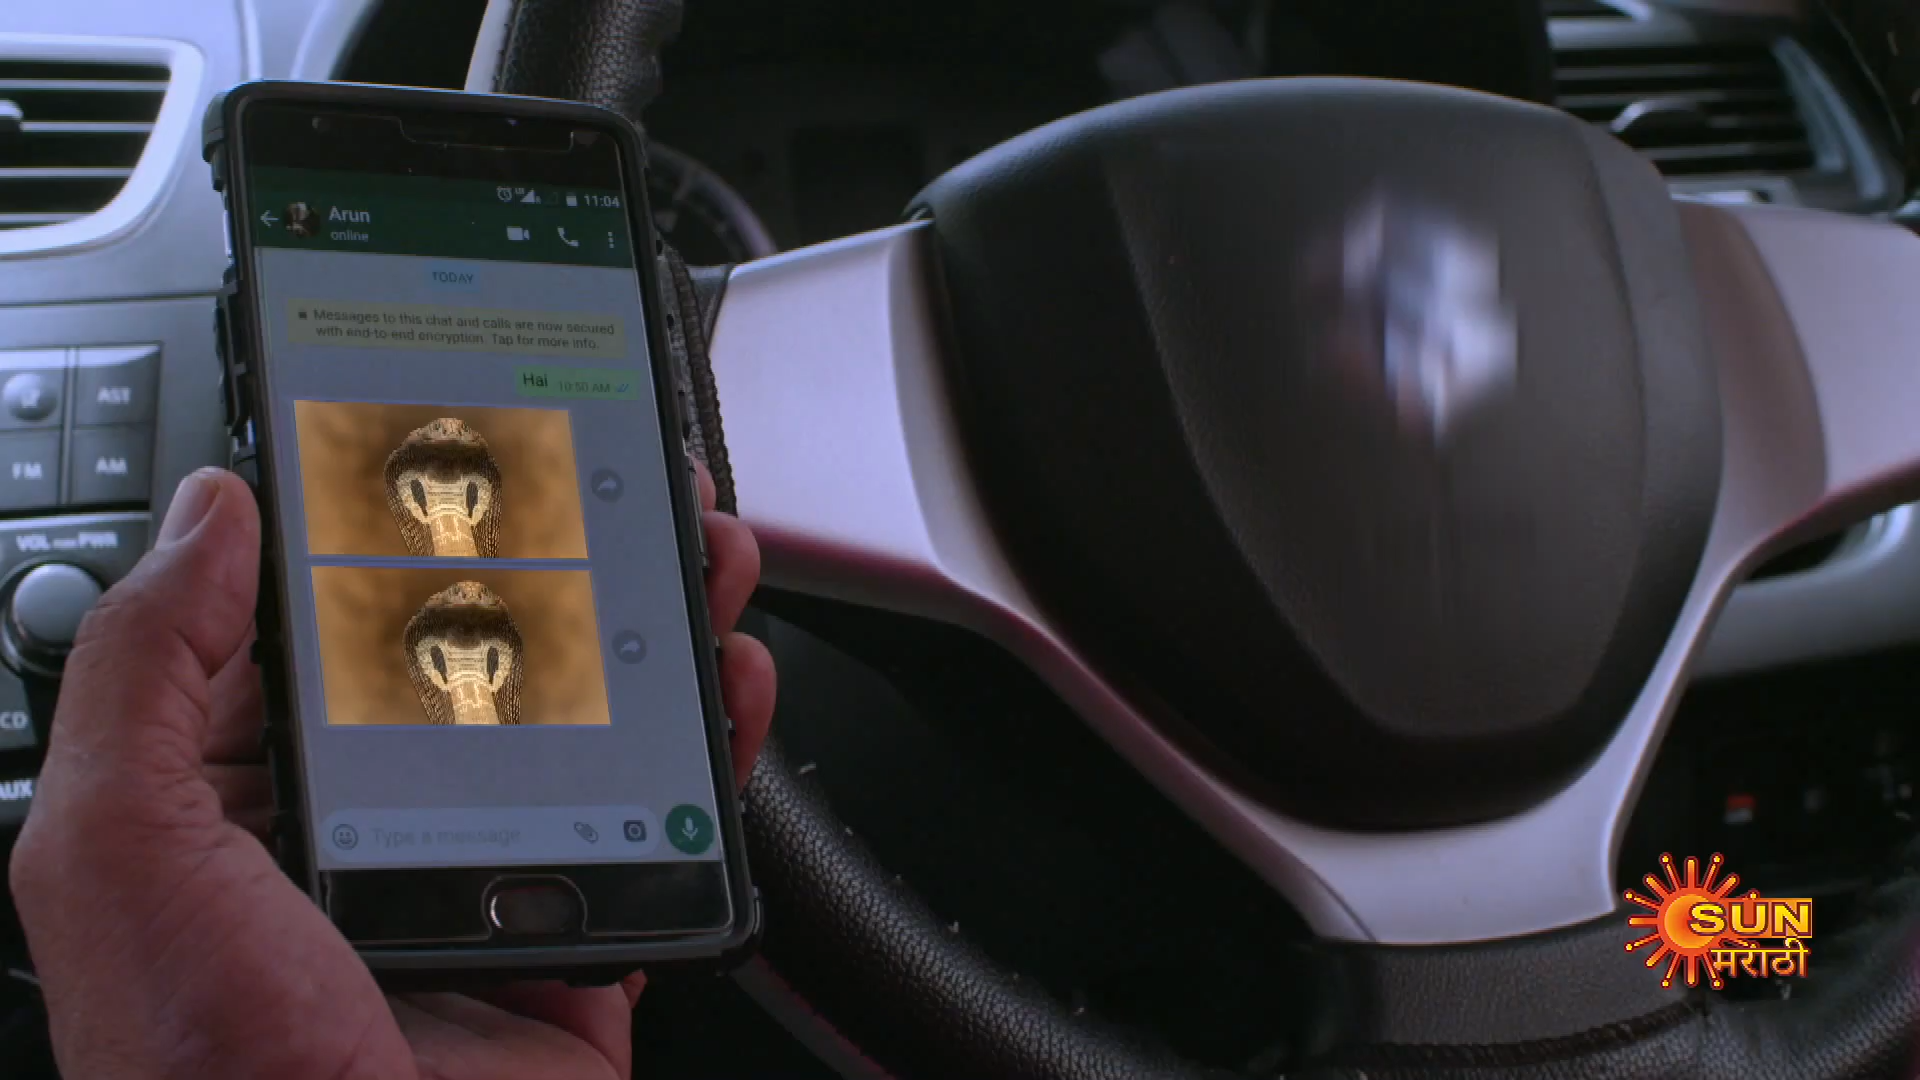 11:04
Arun
online
TODAY
Messages to this chat and calls are now secured
with end-to-end encryption. Tap for more info.
Hai 10:50 AM
Type a message
AST
FM AM
VOL PWR
CD
AUX
SUN
मराठी